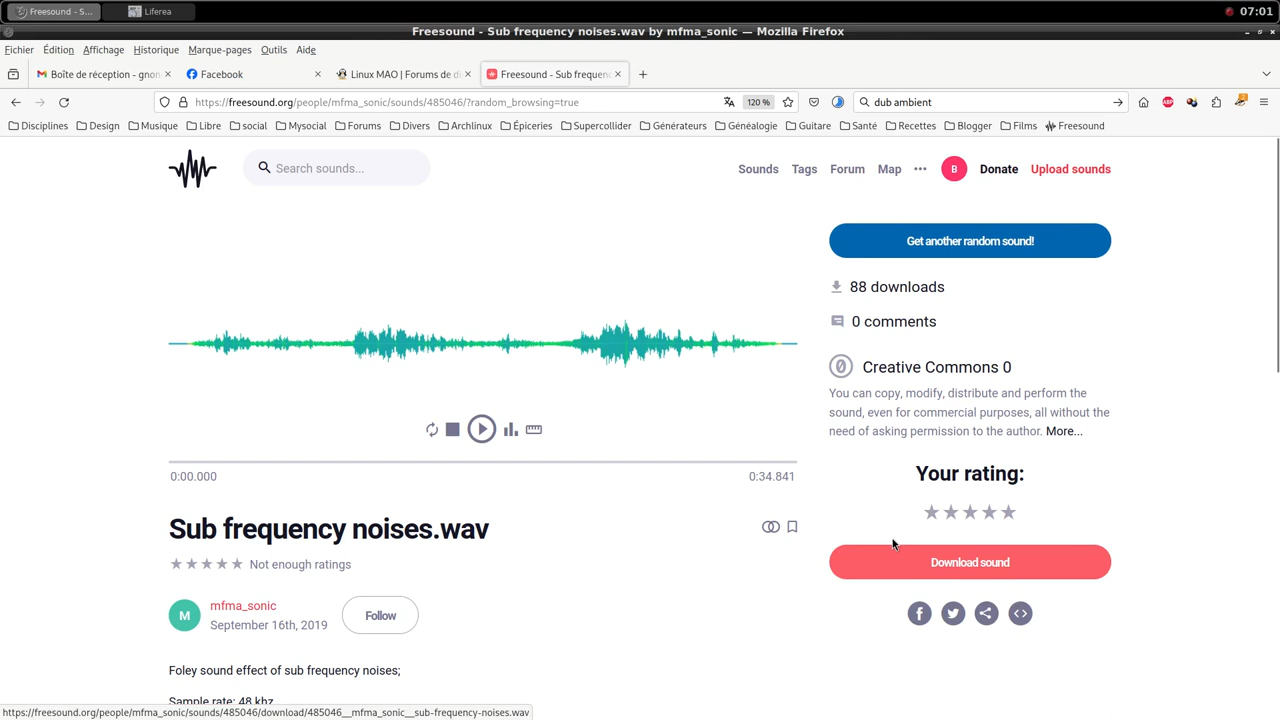 Freesound - S...
Liferea
07:01
Freesound - Sub frequency noises.wav by mfma_sonic — Mozilla Firefox
Fichier Édition Affichage Historique Marque-pages Outils Aide
Boîte de réception - gnon
Facebook
Linux MAO | Forums de di
Freesound - Sub frequen
https://freesound.org/people/mfma_sonic/sounds/485046/?random_browsing=true
120 %
dub ambient
ABP
2
Disciplines Design Musique Libre social Mysocial Forums Divers Archlinux Épiceries Supercollider Générateurs Généalogie Guitare Santé Recettes Blogger Films Freesound
Search sounds...
Sounds Tags Forum Map B Donate Upload sounds
Get another random sound!
88 downloads
0 comments
Creative Commons 0
You can copy, modify, distribute and perform the
sound, even for commercial purposes, all without the
need of asking permission to the author. More...
Your rating:
Download sound
0:00.000
0:34.841
Sub frequency noises.wav
Not enough ratings
M
mfma_sonic
September 16th, 2019
Follow
Foley sound effect of sub frequency noises;
Sample rate: 48 khz
https://freesound.org/people/mfma_sonic/sounds/485046/download/485046__mfma_sonic__sub-frequency-noises.wav